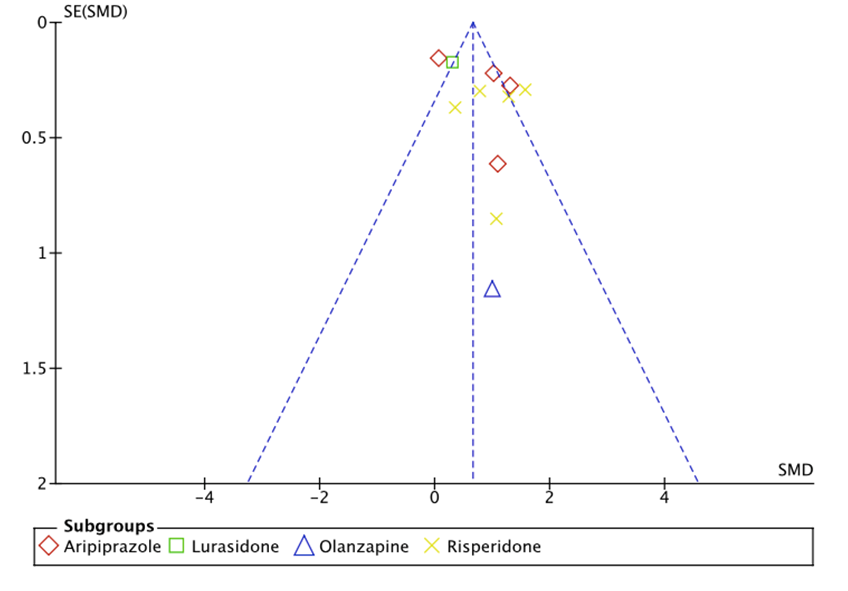 SE(SMD)
0
0.5
1
1.5
2
SMD
−4 −2 0 2 4
Subgroups
Aripiprazole Lurasidone Olanzapine Risperidone